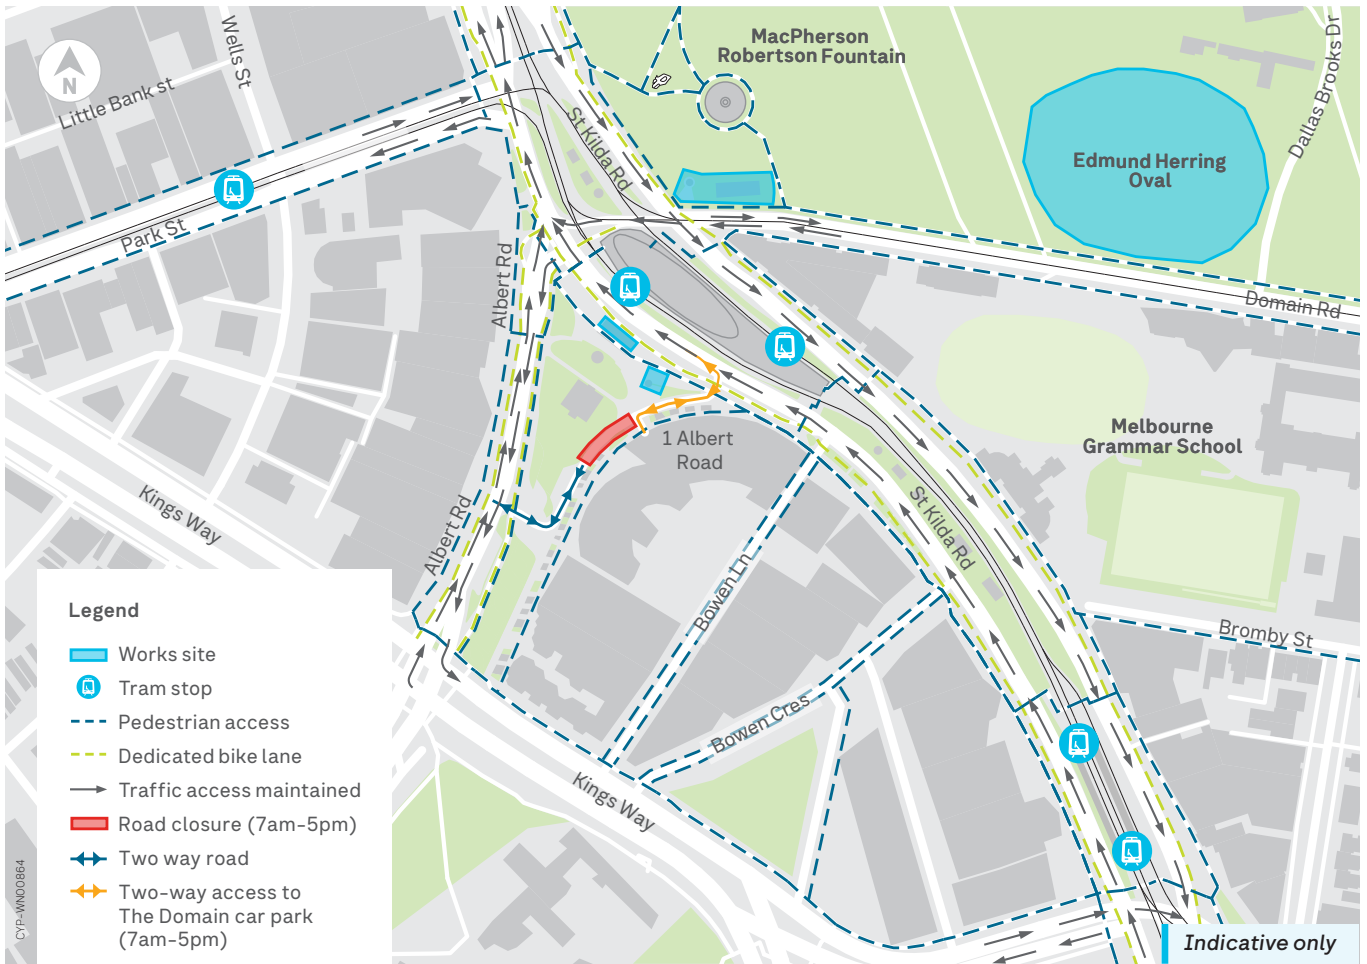 MacPherson
Robertson Fountain
Wells St
Little Bank st
N
St Kilda Rd
Dallas Brooks Dr
Edmund Herring
Oval
Park St
Albert Rd
Domain Rd
1 Albert
Road
Melbourne
Grammar School
Kings Way
Albert Rd
St Kilda Rd
Bowen Ln
Bromby St
Bowen Cres
Kings Way
Legend
Works site
Tram stop
Pedestrian access
Dedicated bike lane
Traffic access maintained
Road closure (7am-5pm)
Two way road
Two-way access to
The Domain car park
(7am-5pm)
CYP-WN00864
Indicative only